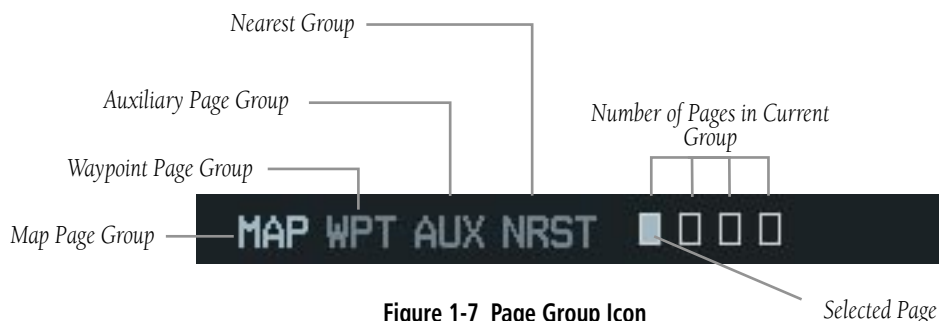 Nearest Group
Auxiliary Page Group
Number of Pages in Current
Group
Waypoint Page Group
Map Page Group
MAP WPT AUX NRST
Selected Page
Figure 1-7 Page Group Icon